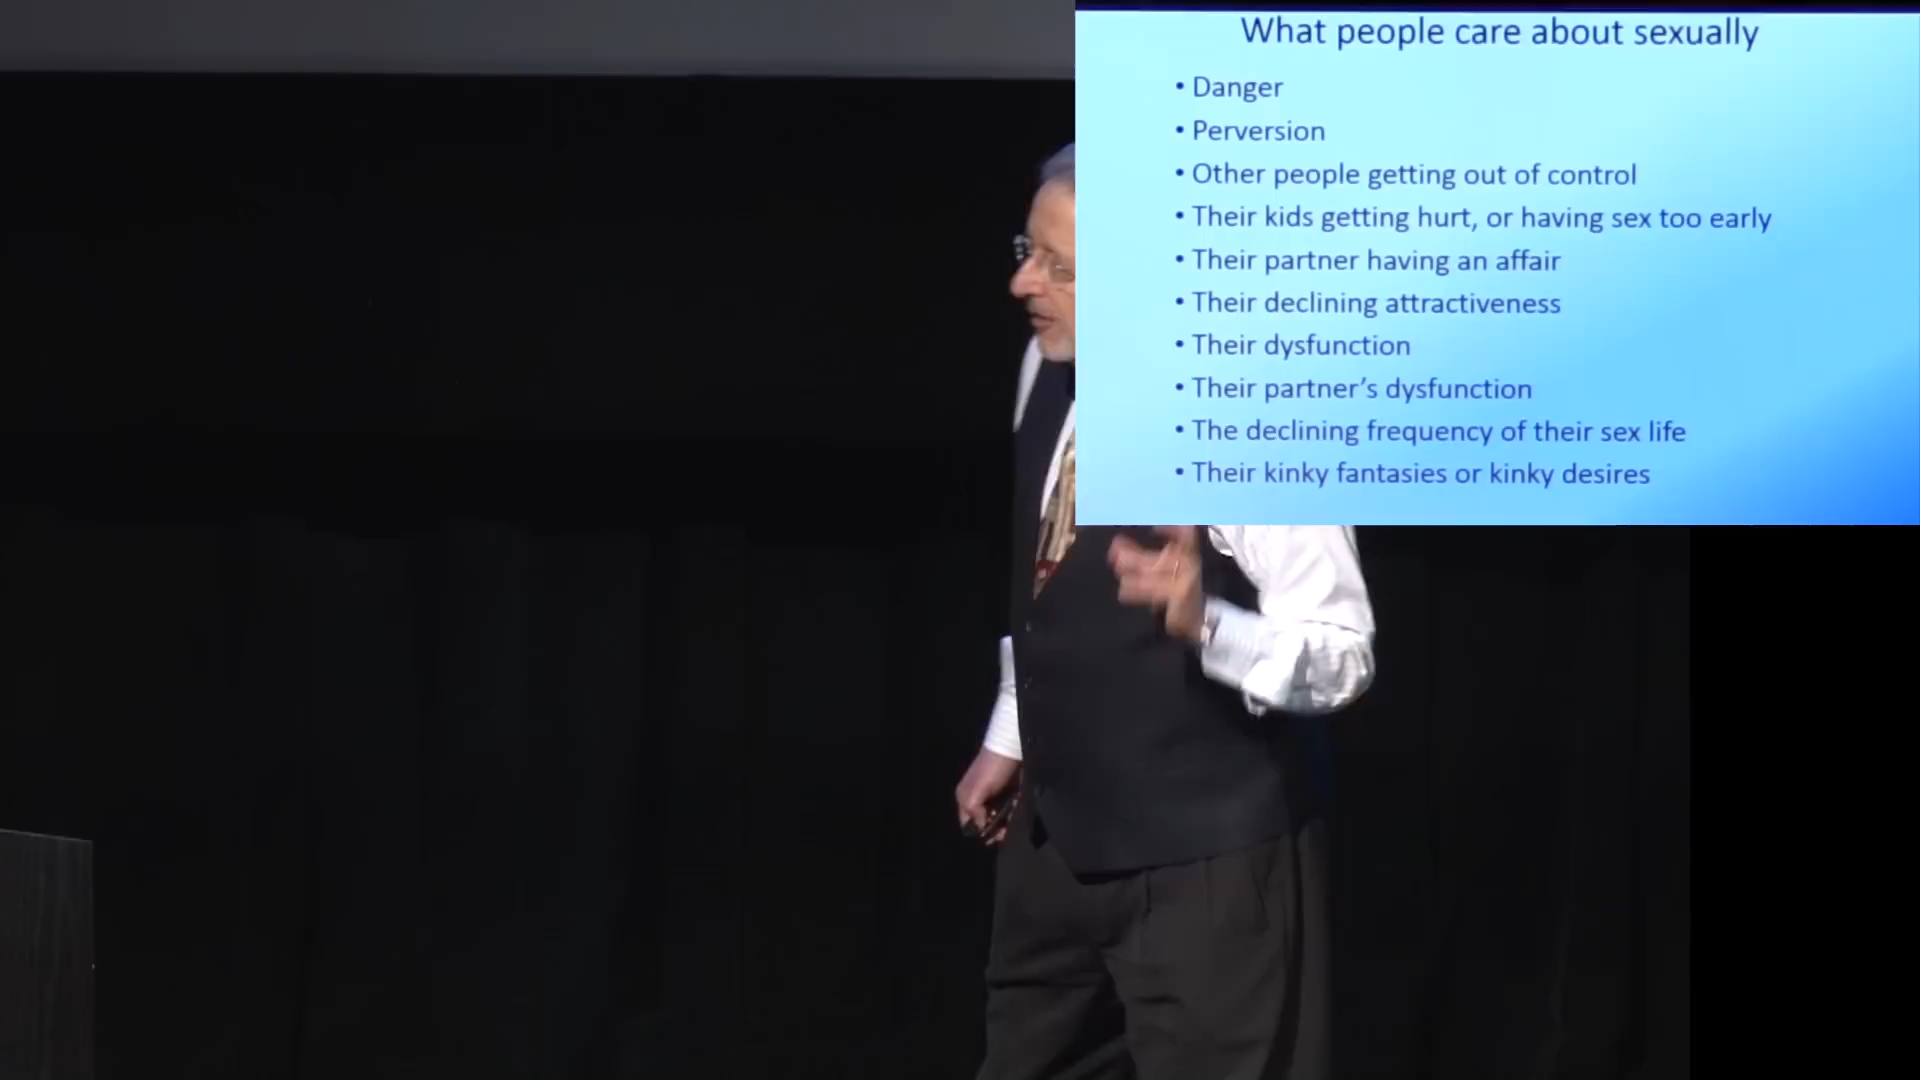 What people care about sexually
• Danger
• Perversion
• Other people getting out of control
• Their kids getting hurt, or having sex too early
• Their partner having an affair
• Their declining attractiveness
• Their dysfunction
• Their partner’s dysfunction
• The declining frequency of their sex life
• Their kinky fantasies or kinky desires